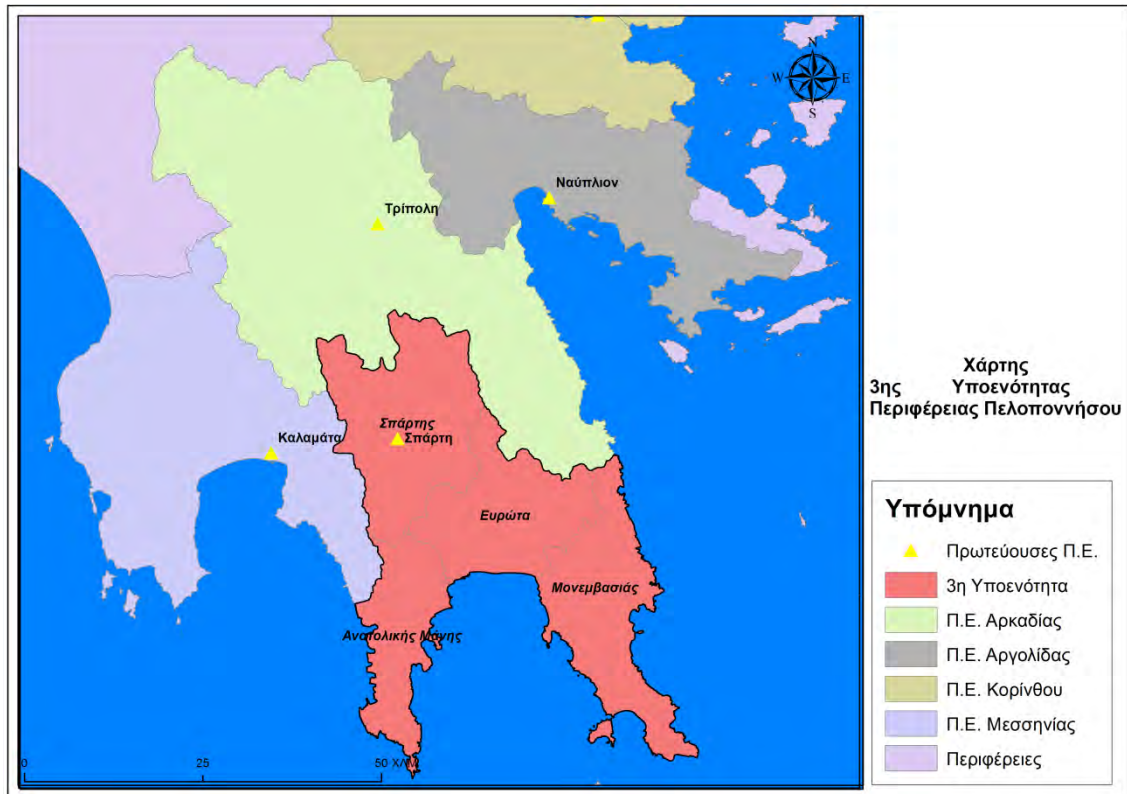 N
W E
S
Ναύπλιον
Τρίπολη
Χάρτης
3ης Υποενότητας
Περιφέρειας Πελοποννήσου
Σπάρτης
Σπάρτη
Καλαμάτα
Ευρώτα
Μονεμβασιάς
Ανατολικής Μάνης
0 25 50 ΧΛΜ
Υπόμνημα
Πρωτεύουσες Π.Ε.
3η Υποενότητα
Π.Ε. Αρκαδίας
Π.Ε. Αργολίδας
Π.Ε. Κορίνθου
Π.Ε. Μεσσηνίας
Περιφέρειες